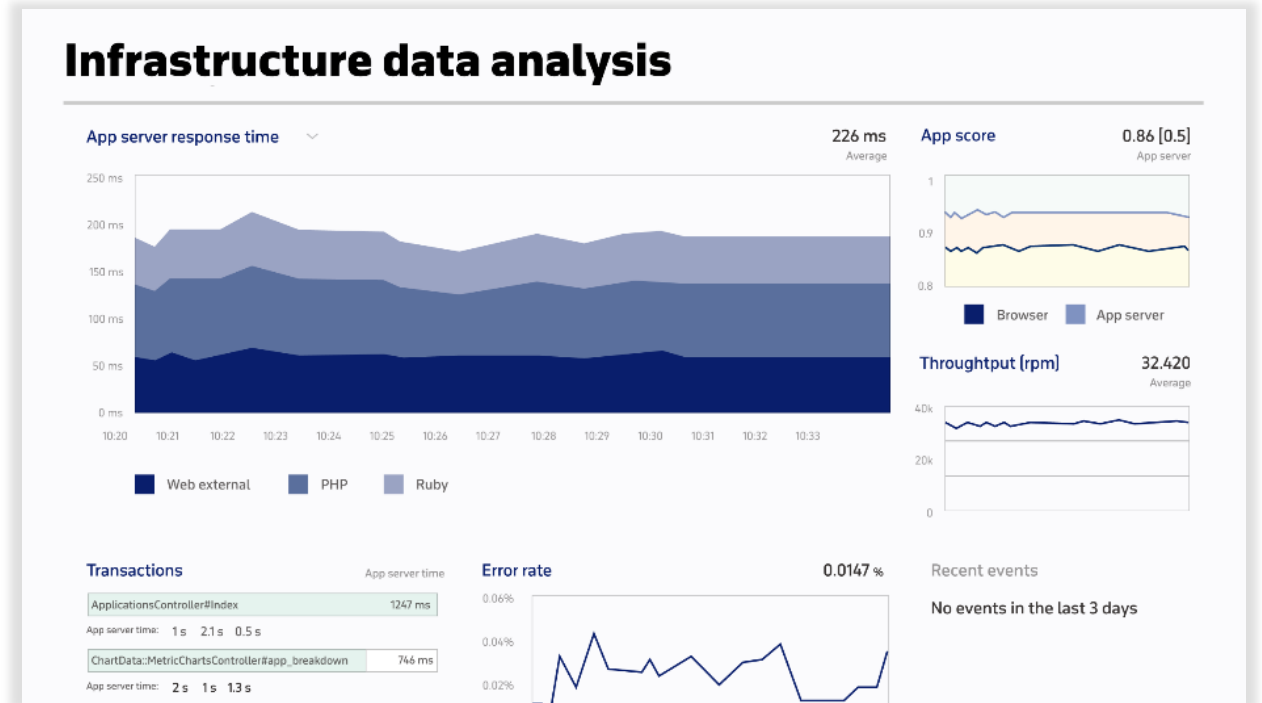 Infrastructure data analysis
App server response time
226 ms
Average
250 ms
200 ms
150 ms
100 ms
50 ms
0 ms
10:20 10:21 10:22 10:23 10:24 10:25 10:26 10:27 10:28 10:29 10:30 10:31 10:32 10:33
Web external PHP Ruby
App score
0.86 [0.5]
App server
1
0.9
0.8
Browser App server
Throughtput (rpm)
32.420
Average
40k
20k
0
Transactions
App server time
ApplicationsController#Index 1247 ms
App server time: 1 s 2.1 s 0.5 s
ChartData::MetricChartsController#app_breakdown 746 ms
App server time: 2 s 1 s 1.3 s
Error rate
0.0147 %
0.06%
0.04%
0.02%
Recent events
No events in the last 3 days